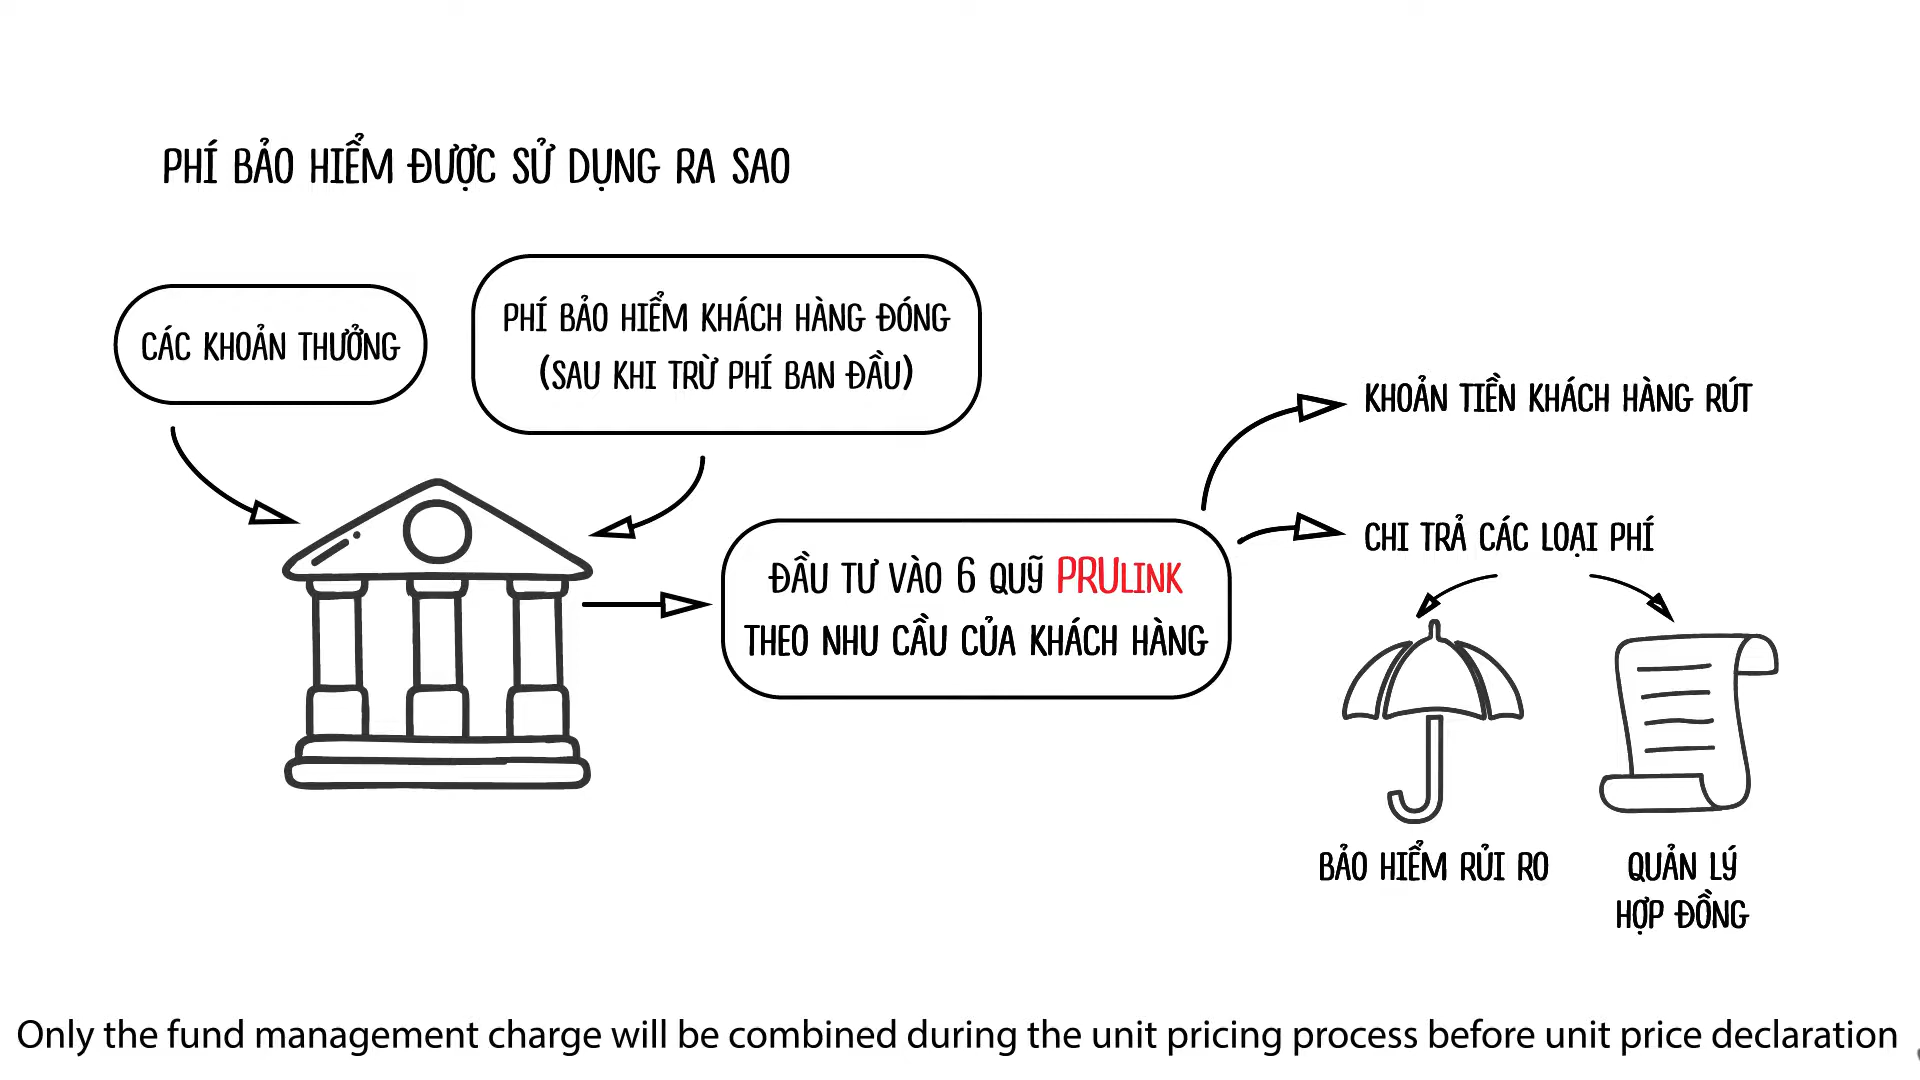 PHÍ BẢO HIỂM ĐƯỢC SỬ DỤNG RA SAO
CÁC KHOẢN THƯỞNG
PHÍ BẢO HIỂM KHÁCH HÀNG ĐÓNG
(SAU KHI TRỪ PHÍ BAN ĐẦU)
ĐẦU TƯ VÀO 6 QUỸ PRULINK
THEO NHU CẦU CỦA KHÁCH HÀNG
KHOẢN TIỀN KHÁCH HÀNG RÚT
CHI TRẢ CÁC LOẠI PHÍ
BẢO HIỂM RỦI RO
QUẢN LÝ
HỢP ĐỒNG
Only the fund management charge will be combined during the unit pricing process before unit price declaration